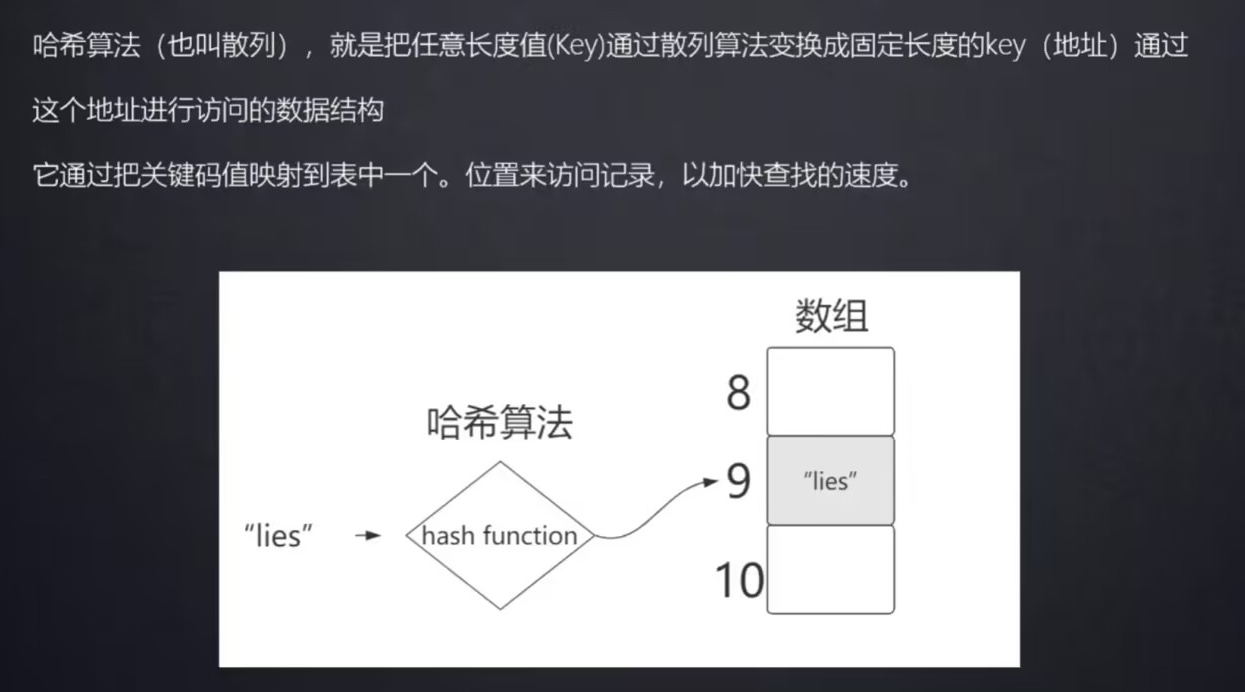 哈希算法（也叫散列），就是把任意长度值(Key)通过散列算法变换成固定长度的key（地址）通过
这个地址进行访问的数据结构
它通过把关键码值映射到表中一个。位置来访问记录，以加快查找的速度。
数组
8
哈希算法
9 “lies”
“lies” hash function
10